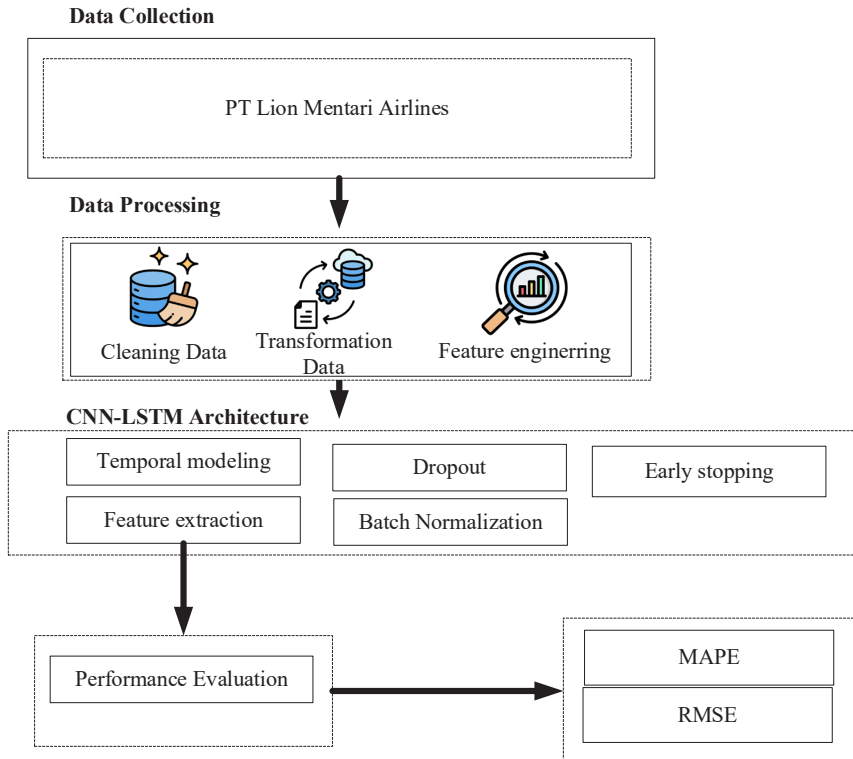 Data Collection
PT Lion Mentari Airlines
Data Processing
Cleaning Data
Transformation
Data
Feature enginerring
CNN-LSTM Architecture
Temporal modeling
Dropout
Early stopping
Feature extraction
Batch Normalization
Performance Evaluation
MAPE
RMSE